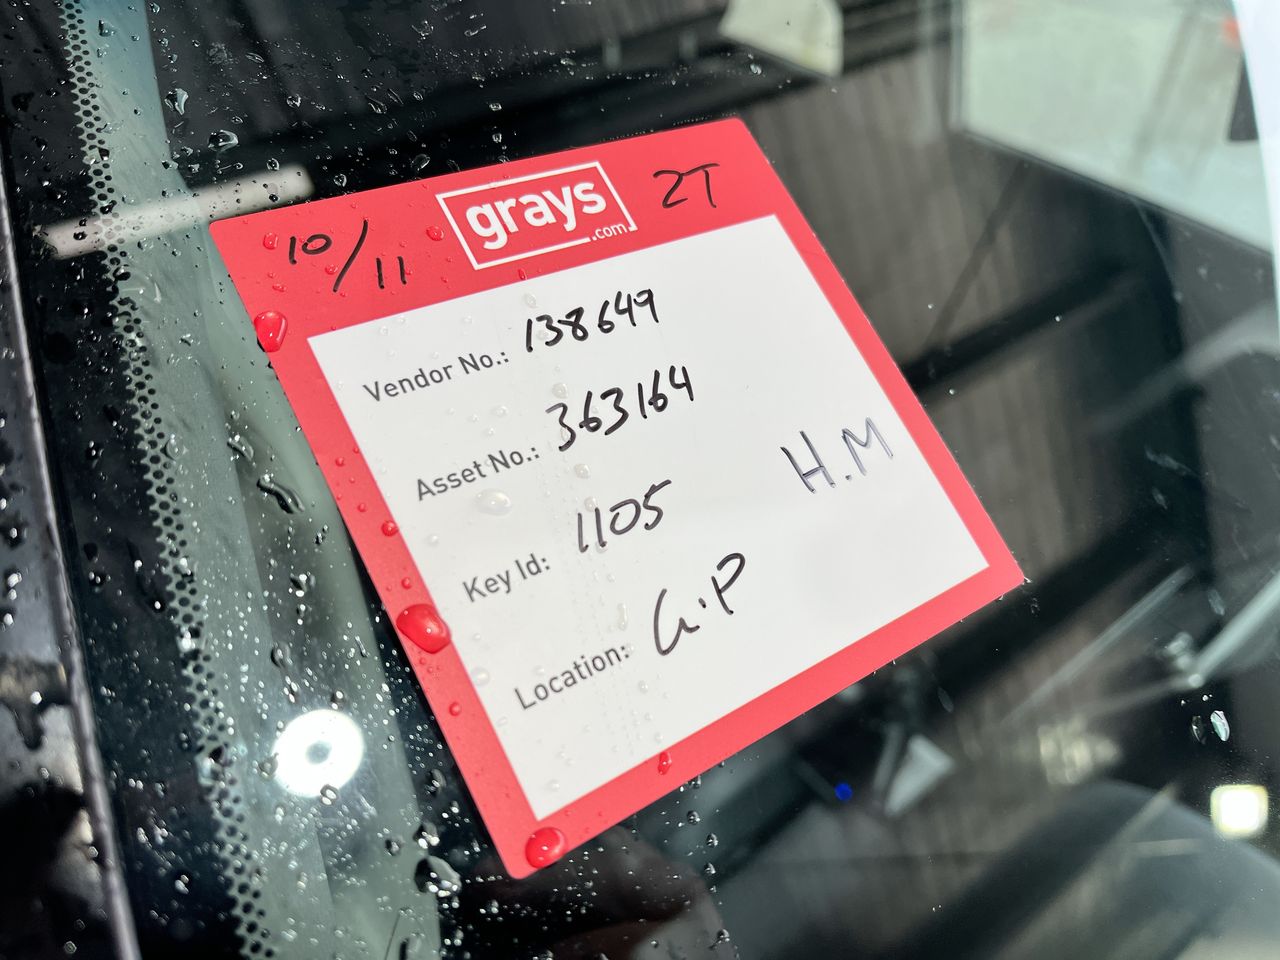 10/11
grays
.com
2T
Vendor No.: 138649
Asset No.: 363164
Key Id: 1105
H.M
Location: G.P